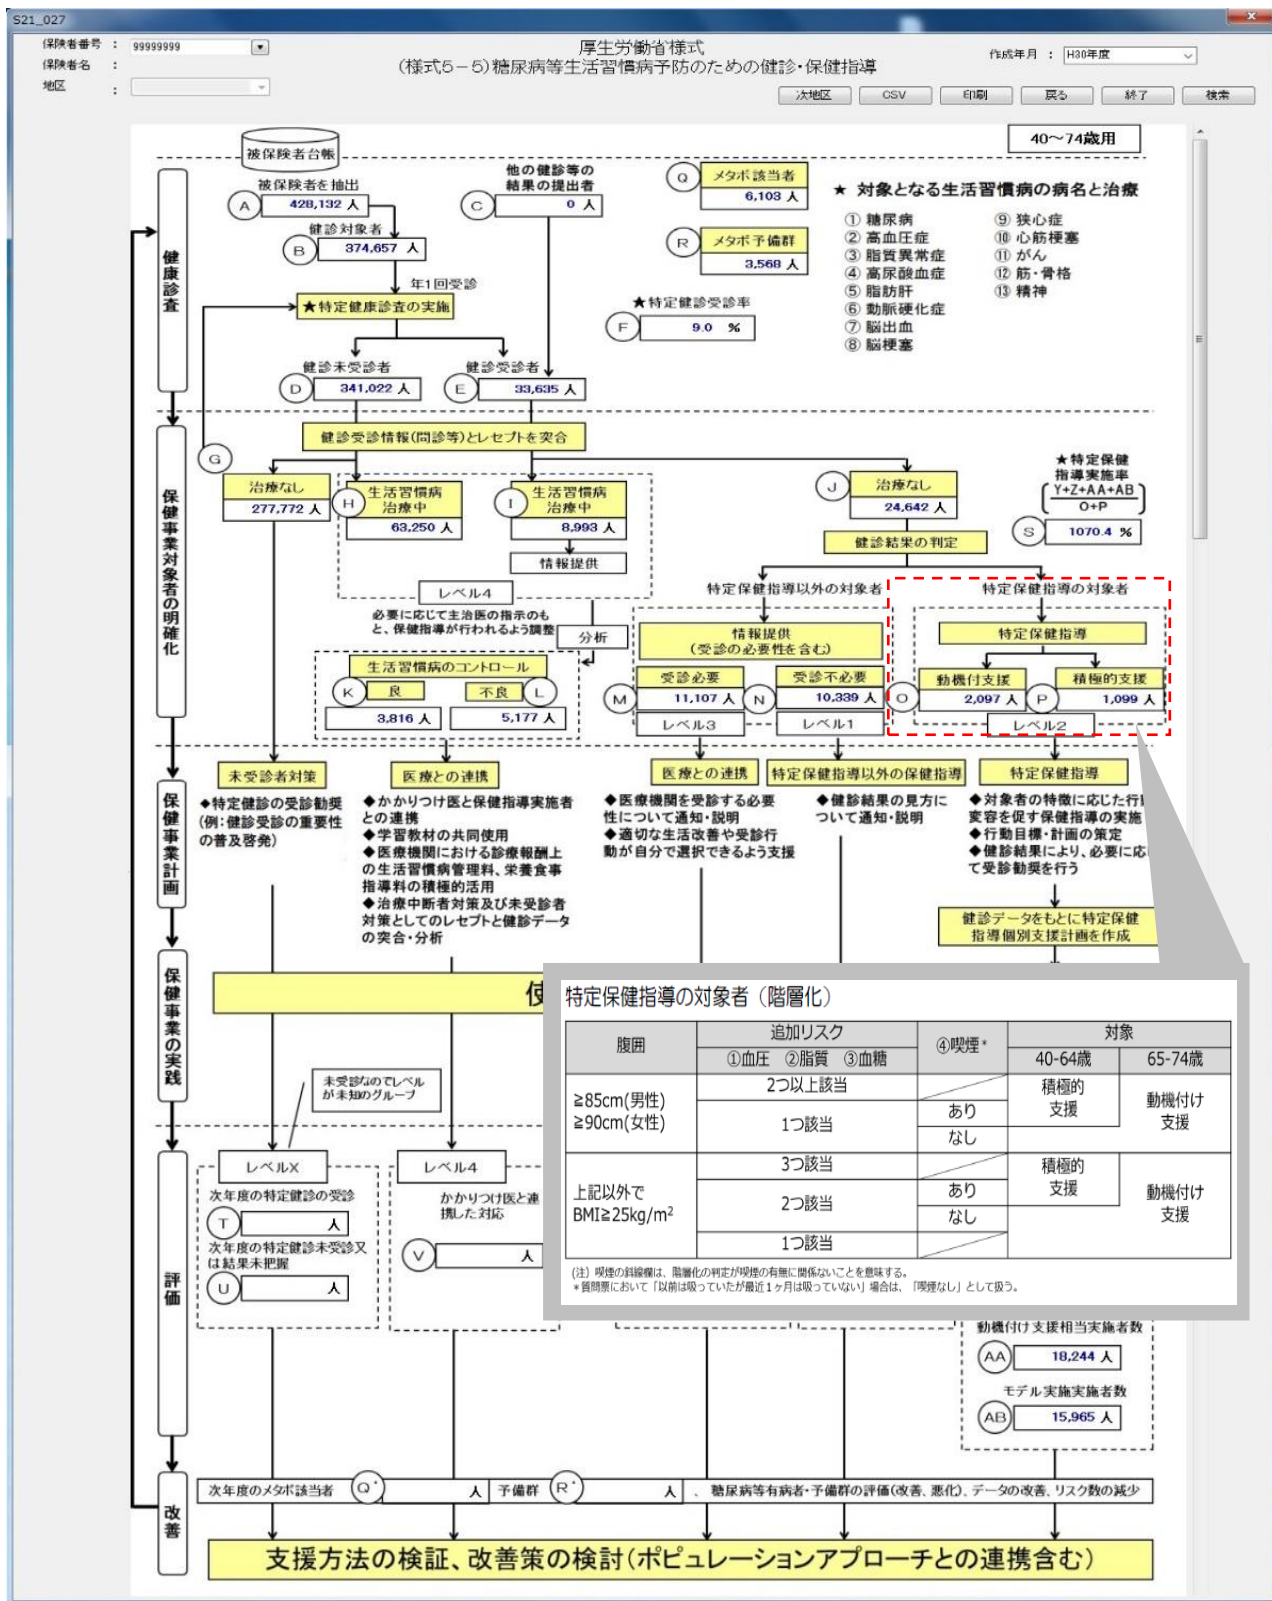 S21_027
保険者番号 : 99999999
保険者名 :
地区 :
厚生労働省様式
(様式5-5)糖尿病等生活習慣病予防のための健診・保健指導
作成年月 : H30年度
次地区 CSV 印刷 戻る 終了 検索
40～74歳用
被保険者台帳
健康診査
被保険者を抽出
A 428,132 人
健診対象者
B 374,657 人
年1回受診
★特定健康診査の実施
他の健診等の
結果の提出者
C 0 人
健診未受診者
D 341,022 人
健診受診者
E 33,635 人
Q メタボ該当者
6,103 人
R メタボ予備群
3,568 人
★特定健診受診率
F 9.0 %
★ 対象となる生活習慣病の病名と治療
① 糖尿病
② 高血圧症
③ 脂質異常症
④ 高尿酸血症
⑤ 脂肪肝
⑥ 動脈硬化症
⑦ 脳出血
⑧ 脳梗塞
⑨ 狭心症
⑩ 心筋梗塞
⑪ がん
⑫ 筋・骨格
⑬ 精神
保健事業対象者の明確化
健診受診情報(問診等)とレセプトを突合
G
治療なし
277,772 人
H 生活習慣病
治療中
63,250 人
I 生活習慣病
治療中
8,993 人
情報提供
レベル4
必要に応じて主治医の指示のも
と、保健指導が行われるよう調整
分析
生活習慣病のコントロール
K 良
3,816 人
不良 L
5,177 人
J 治療なし
24,642 人
健診結果の判定
★特定保健
指導実施率
Y+Z+AA+AB
O+P
S 1070.4 %
特定保健指導以外の対象者
情報提供
(受診の必要性を含む)
M 受診必要
11,107 人
レベル3
N 受診不必要
10,339 人
レベル1
特定保健指導の対象者
特定保健指導
O 動機付支援
2,097 人
P 積極的支援
1,099 人
レベル2
保健事業計画
未受診者対策
◆特定健診の受診勧奨
(例:健診受診の重要性
の普及啓発)
医療との連携
◆かかりつけ医と保健指導実施者
との連携
◆学習教材の共同使用
◆医療機関における診療報酬上
の生活習慣病管理料、栄養食事
指導料の積極的活用
◆治療中断者対策及び未受診者
対策としてのレセプトと健診データ
の突合・分析
医療との連携
◆医療機関を受診する必要
性について通知・説明
◆適切な生活改善や受診行
動が自分で選択できるよう支援
特定保健指導以外の保健指導
◆健診結果の見方に
ついて通知・説明
特定保健指導
◆対象者の特徴に応じた行
変容を促す保健指導の実施
◆行動目標・計画の策定
◆健診結果により、必要に応
て受診勧奨を行う
健診データをもとに特定保健
指導個別支援計画を作成
保健事業の実践
使
未受診なのでレベル
が未知のグループ
特定保健指導の対象者（階層化）
腹囲 追加リスク ④喫煙* 対象
①血圧 ②脂質 ③血糖 40-64歳 65-74歳
≧85cm(男性)
≧90cm(女性)
2つ以上該当
1つ該当
あり
なし
積極的
支援
動機付け
支援
上記以外で
BMI≧25kg/m²
3つ該当
2つ該当
あり
なし
1つ該当
積極的
支援
動機付け
支援
(注) 喫煙の斜線欄は、階層化の判定が喫煙の有無に関係ないことを意味する。
*質問票において「以前は吸っていたが最近1ヶ月は吸っていない」場合は、「喫煙なし」として扱う。
評価
レベルX
次年度の特定健診の受診
T 人
次年度の特定健診未受診又
は結果未把握
U 人
レベル4
かかりつけ医と連
携した対応
V 人
動機付け支援相当実施者数
AA 18,244 人
モデル実施実施者数
AB 15,965 人
改善
次年度のメタボ該当者 Q' 人 予備群 R' 人 、糖尿病等有病者・予備群の評価(改善、悪化)、データの改善、リスク数の減少
支援方法の検証、改善策の検討(ポピュレーションアプローチとの連携含む)